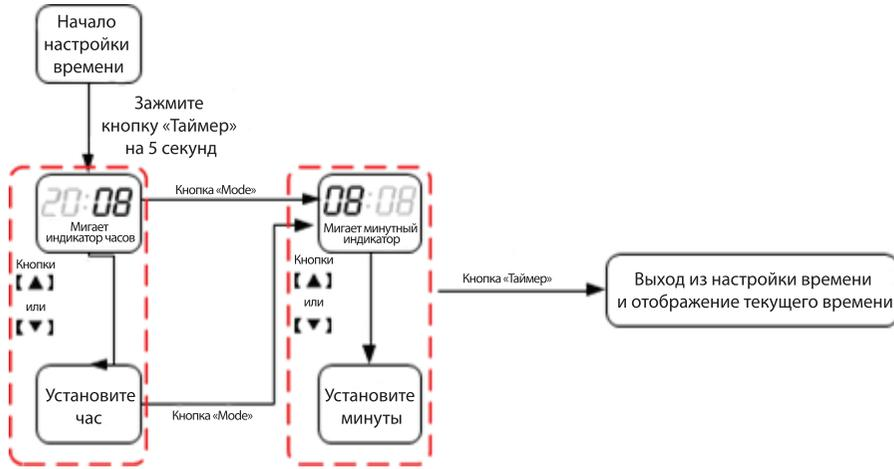 Начало
настройки
времени
Зажмите
кнопку «Таймер»
на 5 секунд
20:08
Мигает
индикатор часов
Кнопка «Mode»
08:08
Мигает минутный
индикатор
Кнопки
【▲】
или
【▼】
Кнопки
【▲】
или
【▼】
Кнопка «Таймер»
Выход из настройки времени
и отображение текущего времени
Установите
час
Кнопка «Mode»
Установите
минуты